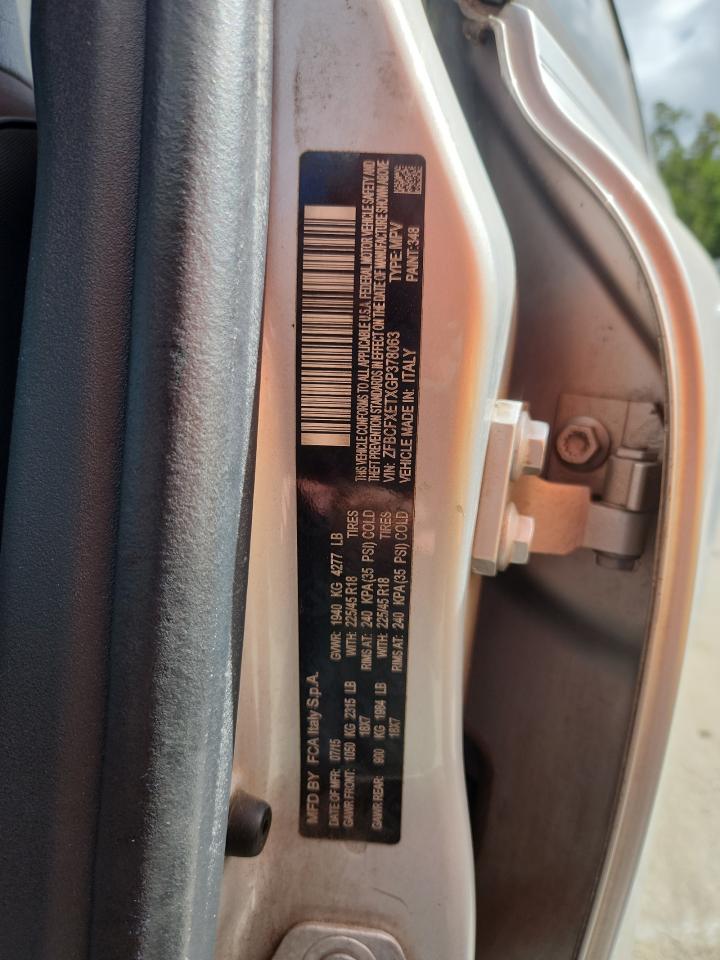 MFD BY FCA Italy S.p.A.
DATE OF MFR: 07/15 GVWR: 1940 KG 4277 LB
GAWR FRONT: 1050 KG 2315 LB WITH: 225/45 R18 TIRES
18X7 RIMS AT: 240 KPA(35 PSI) COLD
GAWR REAR: 900 KG 1984 LB WITH: 225/45 R18 TIRES
18X7 RIMS AT: 240 KPA (35 PSI) COLD
THIS VEHICLE CONFORMS TO ALL APPLICABLE U.S.A. FEDERAL MOTOR VEHICLE SAFETY AND
THEFT PREVENTION STANDARDS IN EFFECT ON THE DATE OF MANUFACTURE SHOWN ABOVE
VIN: ZFBCFXETXGP378063 TYPE: MPV
VEHICLE MADE IN: ITALY PAINT: 348